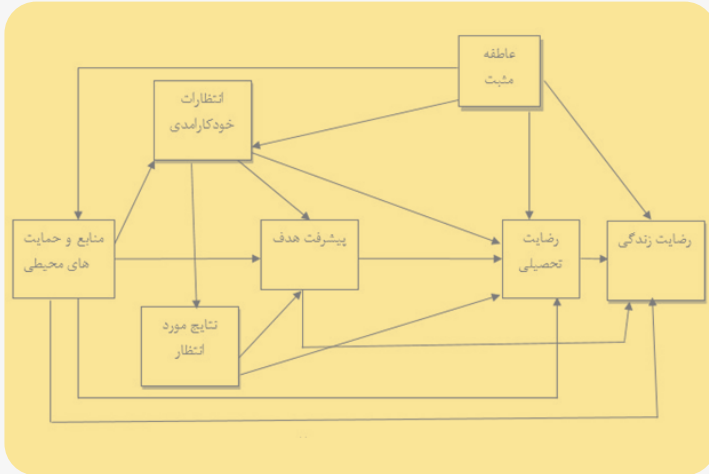 عاطفه
مثبت
انتظارات
خودکارامدی
منابع و حمایت
های محیطی
پیشرفت هدف
رضایت
تحصیلی
رضایت زندگی
نتایج مورد
انتظار